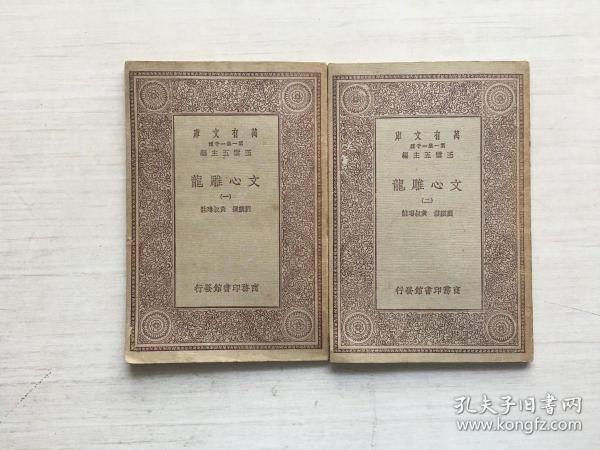 庫文有萬
種千一集一第
編主五雲王
龍雕心文
(一)
註琳叔黃 撰勰劉
行發館書印務商
庫文有萬
種千一集一第
編主五雲王
龍雕心文
(二)
註琳叔黃 撰勰劉
行發館書印務商
孔夫子旧书网
www.kongfz.com